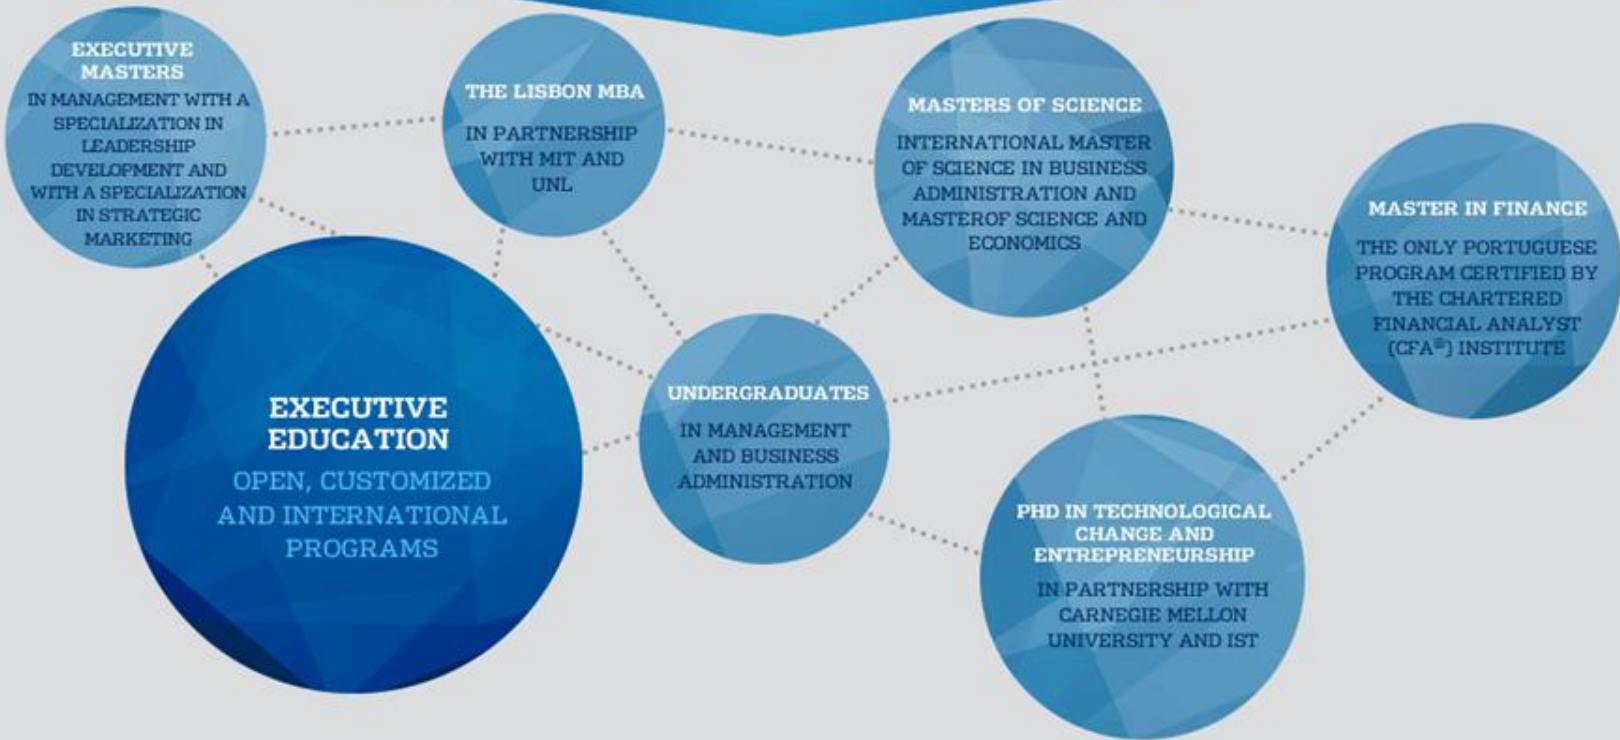 EXECUTIVE
MASTERS
IN MANAGEMENT WITH A
SPECIALIZATION IN
LEADERSHIP
DEVELOPMENT AND
WITH A SPECIALIZATION
IN STRATEGIC
MARKETING
THE LISBON MBA
IN PARTNERSHIP
WITH MIT AND
UNL
MASTERS OF SCIENCE
INTERNATIONAL MASTER
OF SCIENCE IN BUSINESS
ADMINISTRATION AND
MASTEROF SCIENCE AND
ECONOMICS
MASTER IN FINANCE
THE ONLY PORTUGUESE
PROGRAM CERTIFIED BY
THE CHARTERED
FINANCIAL ANALYST
(CFA®) INSTITUTE
EXECUTIVE
EDUCATION
OPEN, CUSTOMIZED
AND INTERNATIONAL
PROGRAMS
UNDERGRADUATES
IN MANAGEMENT
AND BUSINESS
ADMINISTRATION
PHD IN TECHNOLOGICAL
CHANGE AND
ENTREPRENEURSHIP
IN PARTNERSHIP WITH
CARNEGIE MELLON
UNIVERSITY AND IST